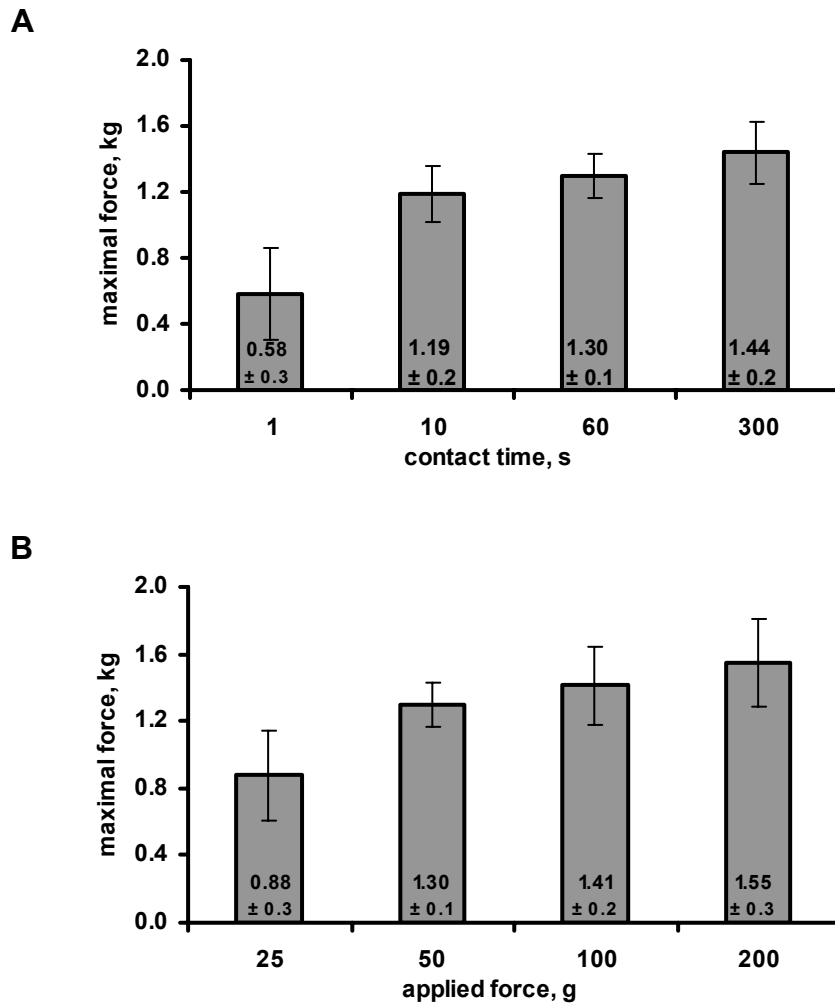 A
2.0
1.6
1.2
0.8
0.4
0.0
maximal force, kg
0.58 1.19 1.30 1.44
± 0.3 ± 0.2 ± 0.1 ± 0.2
1 10 60 300
contact time, s
B
2.0
1.6
1.2
0.8
0.4
0.0
maximal force, kg
0.88 1.30 1.41 1.55
± 0.3 ± 0.1 ± 0.2 ± 0.3
25 50 100 200
applied force, g